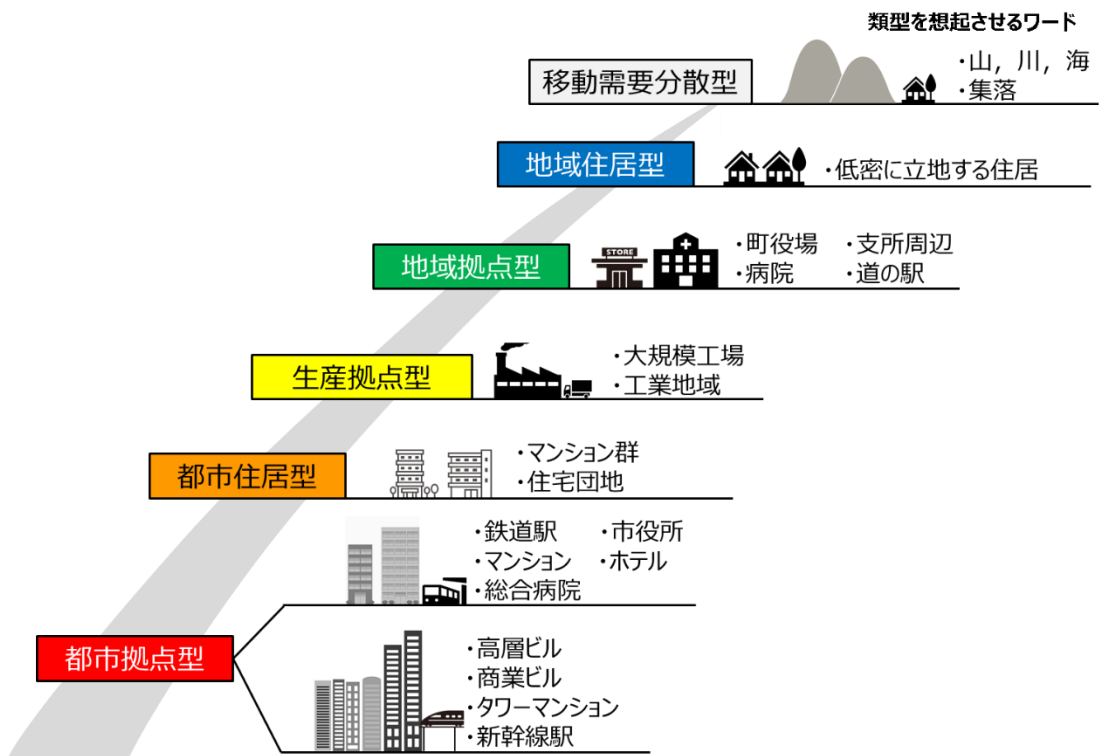 類型を想起させるワード
移動需要分散型
・山，川，海
・集落
地域住居型
・低密に立地する住居
地域拠点型
STORE
・町役場 ・支所周辺
・病院 ・道の駅
生産拠点型
・大規模工場
・工業地域
都市住居型
・マンション群
・住宅団地
都市拠点型
・鉄道駅 ・市役所
・マンション ・ホテル
・総合病院
・高層ビル
・商業ビル
・タワーマンション
・新幹線駅